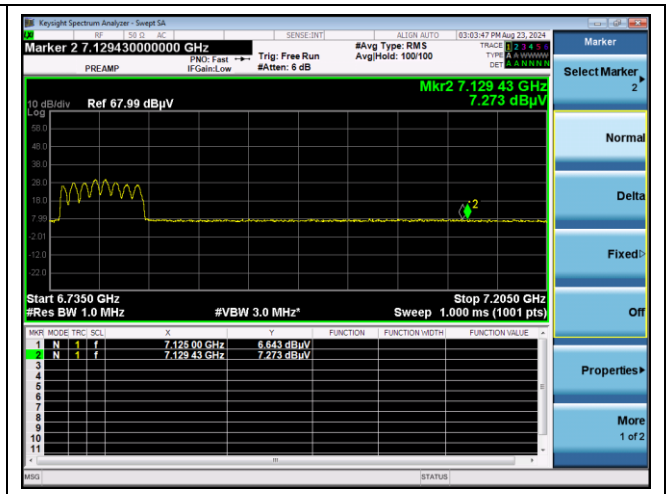 Keysight Spectrum Analyzer - Swept SA
RF 50 Ω AC SENSE:INT ALIGN AUTO 03:03:47 PM Aug 23, 2024
Marker 2 7.129430000000 GHz
PREAMP
PNO: Fast
IFGain:Low
Trig: Free Run
#Atten: 6 dB
#Avg Type: RMS
Avg|Hold: 100/100
TRACE 1 2 3 4 5 6
TYPE A A WWWW
DET A A N N N N
Mkr2 7.129 43 GHz
7.273 dBµV
10 dB/div Ref 67.99 dBµV
Log
58.0
48.0
38.0
28.0
18.0
7.99
-2.01
-12.0
-22.0
2
Start 6.7350 GHz Stop 7.2050 GHz
#Res BW 1.0 MHz #VBW 3.0 MHz* Sweep 1.000 ms (1001 pts)
MKR MODE TRC SCL X Y FUNCTION FUNCTION WIDTH FUNCTION VALUE
1 N 1 f 7.125 00 GHz 6.643 dBµV
2 N 1 f 7.129 43 GHz 7.273 dBµV
3
4
5
6
7
8
9
10
11
MSG STATUS
Marker
Select Marker
2
Normal
Delta
Fixed
Off
Properties
More
1 of 2